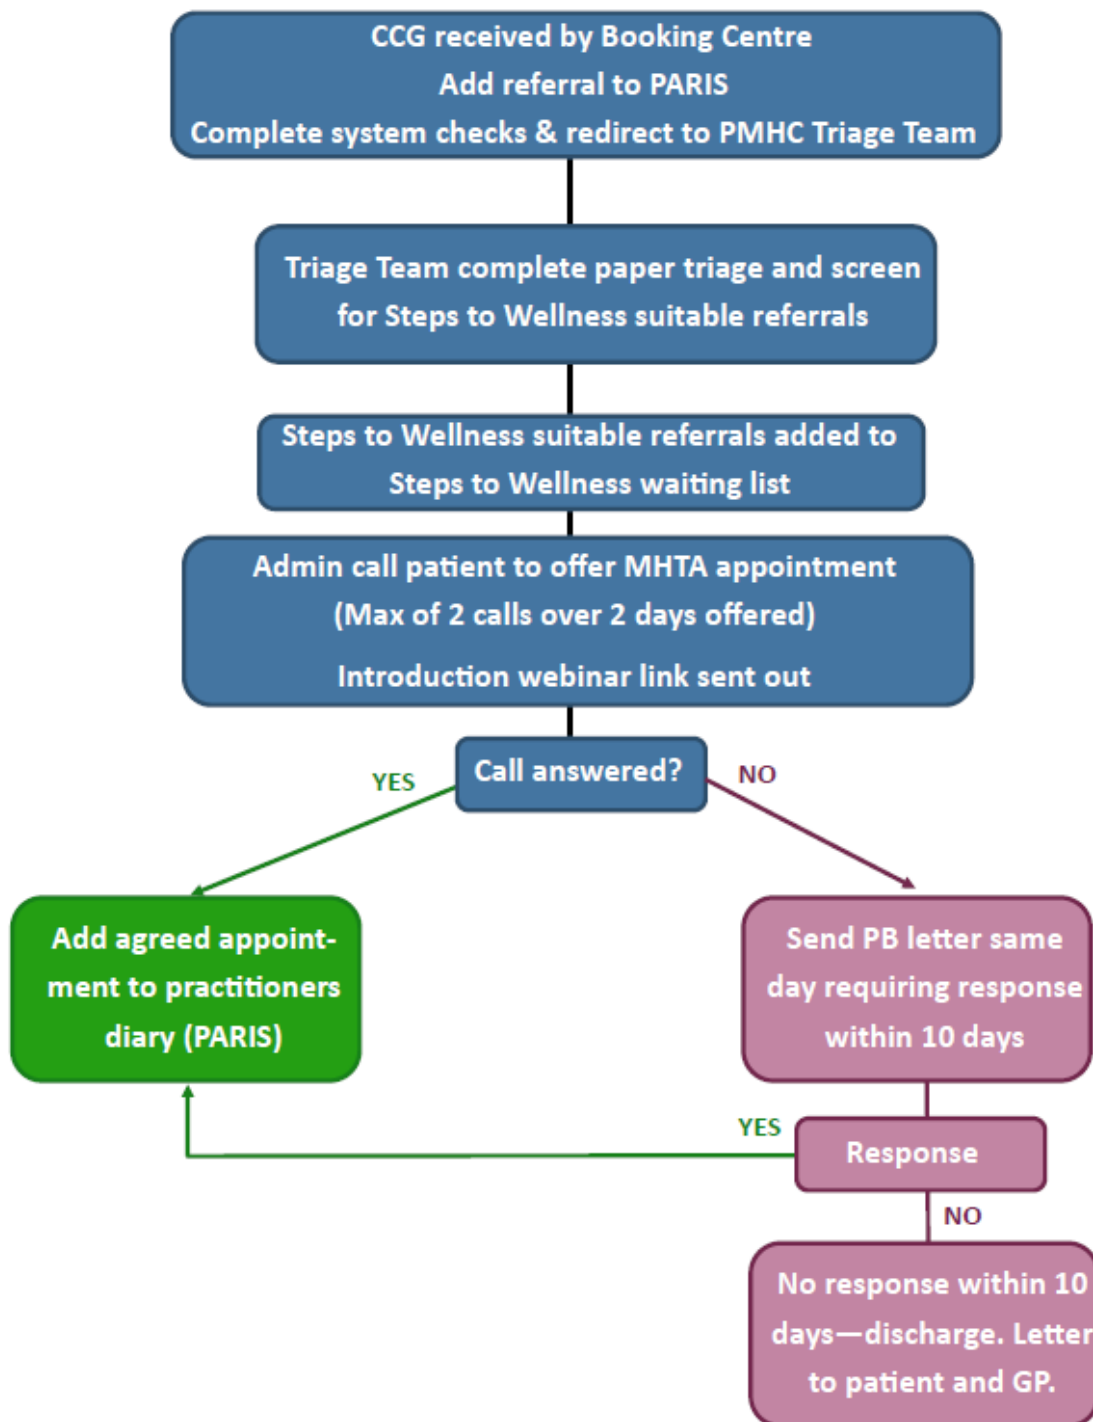 CCG received by Booking Centre
Add referral to PARIS
Complete system checks & redirect to PMHC Triage Team
Triage Team complete paper triage and screen
for Steps to Wellness suitable referrals
Steps to Wellness suitable referrals added to
Steps to Wellness waiting list
Admin call patient to offer MHTA appointment
(Max of 2 calls over 2 days offered)
Introduction webinar link sent out
Call answered?
YES
NO
Add agreed appoint-
ment to practitioners
diary (PARIS)
Send PB letter same
day requiring response
within 10 days
YES
Response
NO
No response within 10
days—discharge. Letter
to patient and GP.